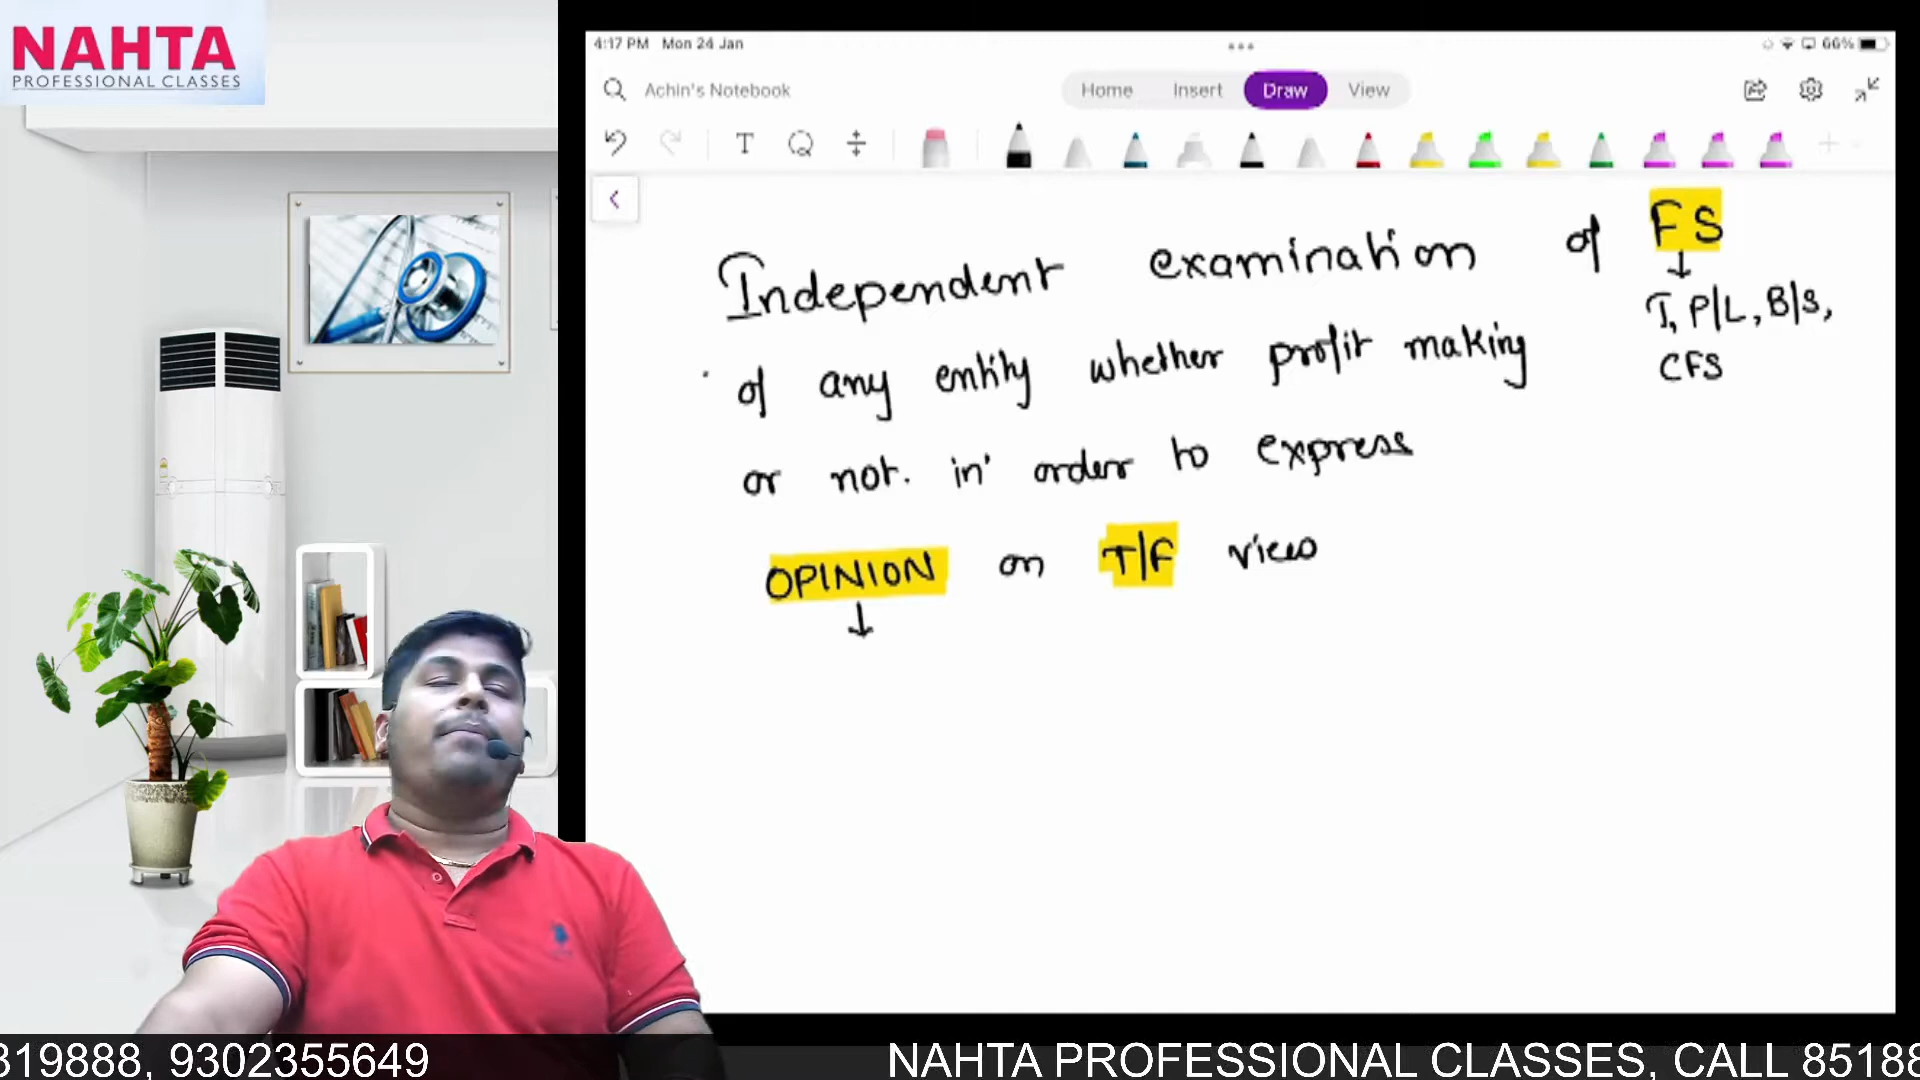 NAHTA
PROFESSIONAL CLASSES
4:17 PM Mon 24 Jan
66%
Achin's Notebook
Home Insert Draw View
Independent examination of FS
T, P/L, B/S,
CFS
of any entity whether profit making
or not. in order to express
OPINION on T/F view
319888, 9302355649
NAHTA PROFESSIONAL CLASSES, CALL 85188